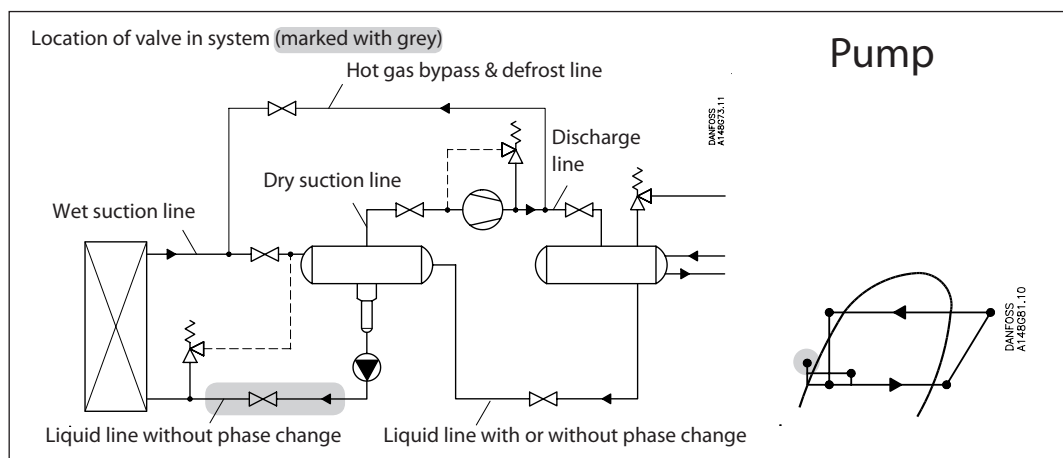 Location of valve in system (marked with grey)
Pump
Hot gas bypass & defrost line
DANFOSS
A148G73.11
Discharge
line
Dry suction line
Wet suction line
DANFOSS
A148G81.10
Liquid line without phase change
Liquid line with or without phase change